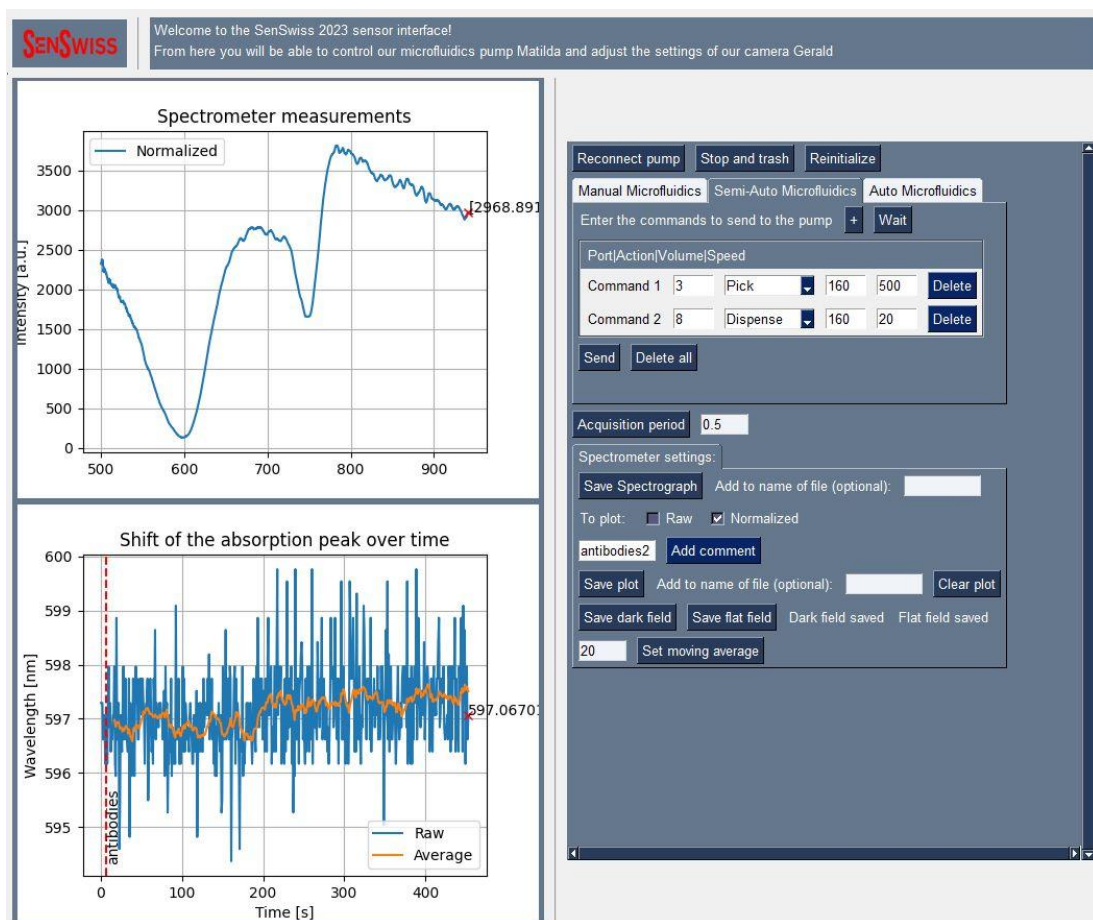 SENSWISS
Welcome to the SenSwiss 2023 sensor interface!
From here you will be able to control our microfluidics pump Matilda and adjust the settings of our camera Gerald
Spectrometer measurements
Normalized
Intensity [a.u.]
3500
3000
2500
2000
1500
1000
500
0
[2968.891
500 600 700 800 900
Shift of the absorption peak over time
Wavelength [nm]
600
599
598
597
596
595
597.06701
antibodies
Raw
Average
0 100 200 300 400
Time [s]
Reconnect pump Stop and trash Reinitialize
Manual Microfluidics Semi-Auto Microfluidics Auto Microfluidics
Enter the commands to send to the pump + Wait
Port|Action|Volume|Speed
Command 1 3 Pick 160 500 Delete
Command 2 8 Dispense 160 20 Delete
Send Delete all
Acquisition period 0.5
Spectrometer settings:
Save Spectrograph Add to name of file (optional):
To plot: Raw Normalized
antibodies2 Add comment
Save plot Add to name of file (optional): Clear plot
Save dark field Save flat field Dark field saved Flat field saved
20 Set moving average